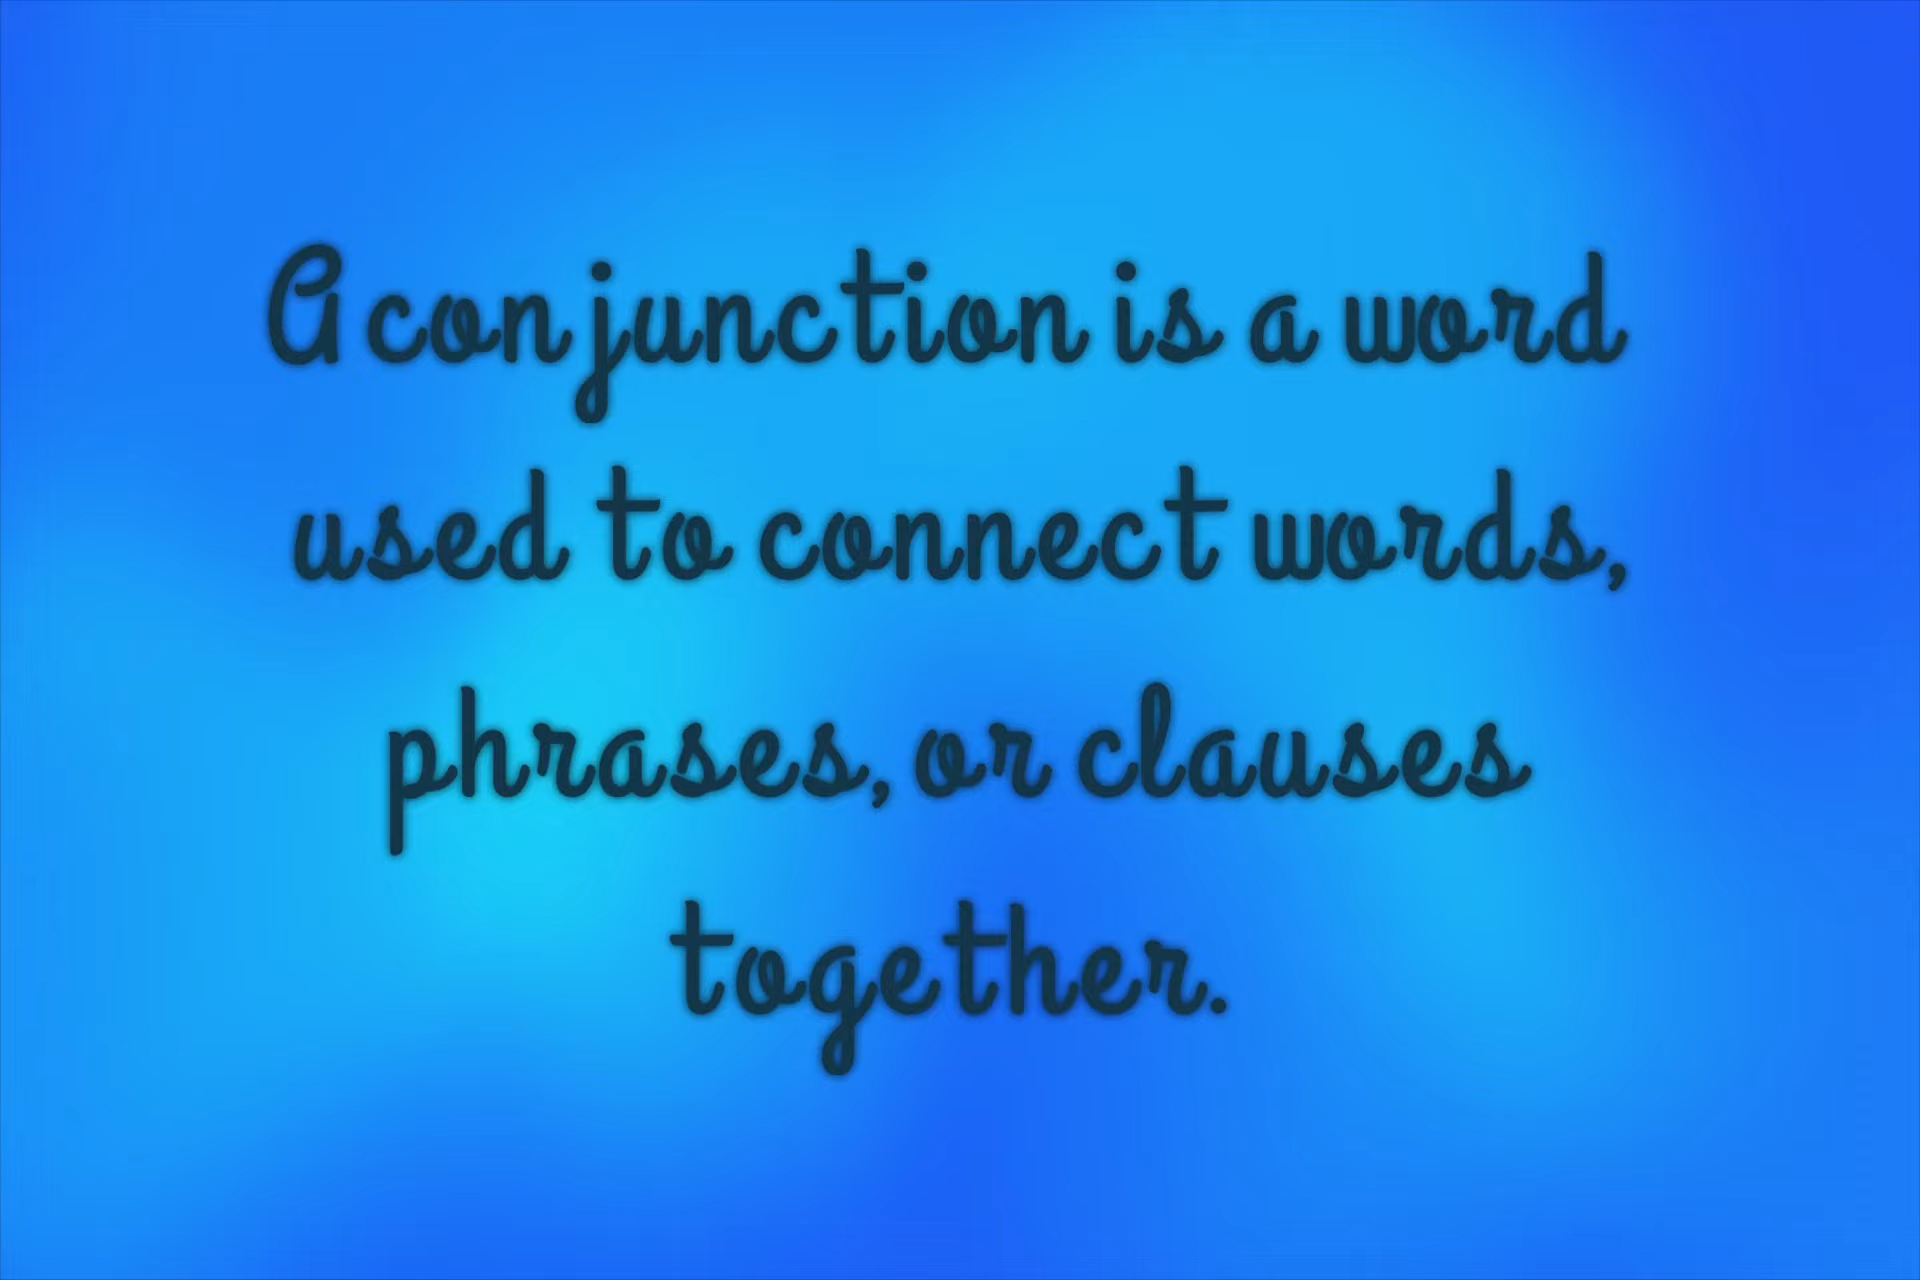 A conjunction is a word
used to connect words,
phrases, or clauses
together.